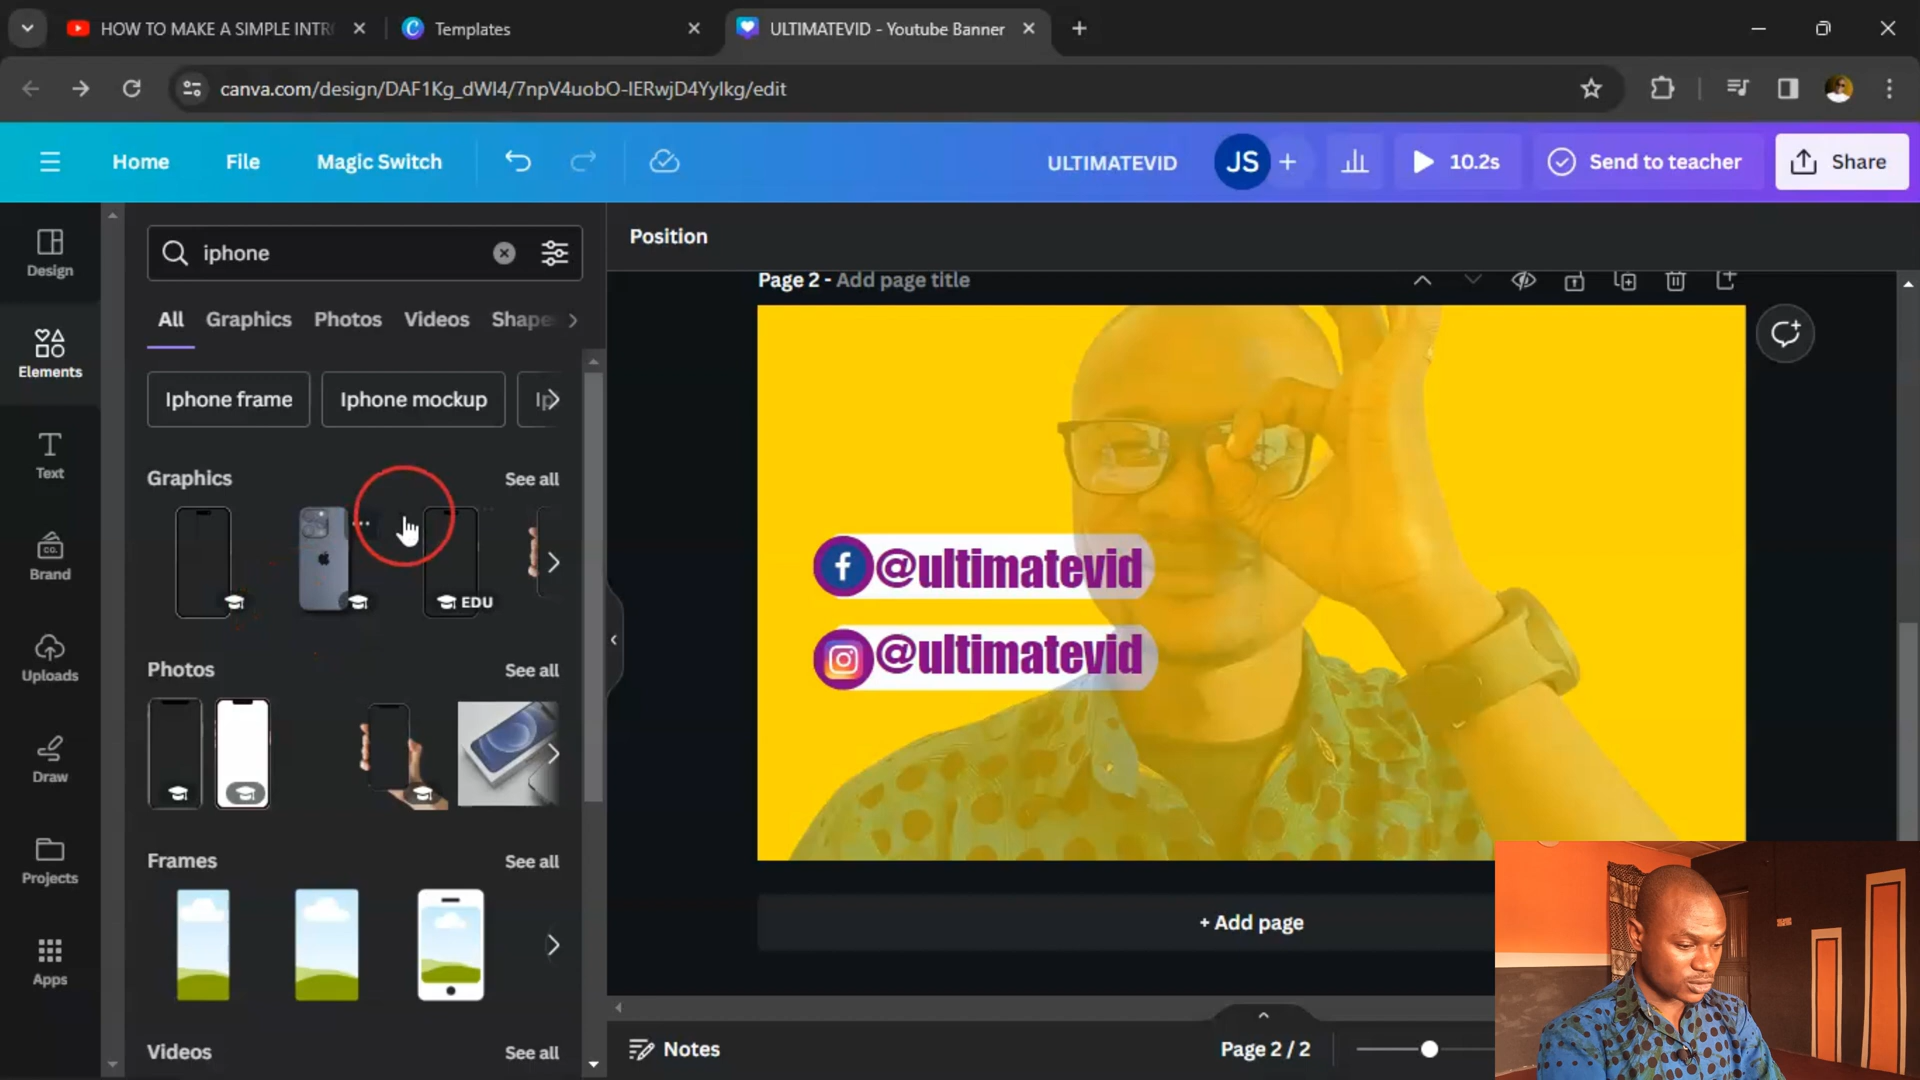 HOW TO MAKE A SIMPLE INTR
Templates
ULTIMATEVID - Youtube Banner
canva.com/design/DAF1Kg_dWI4/7npV4uobO-IERwjD4Yylkg/edit
Home
File
Magic Switch
ULTIMATEVID
JS
10.2s
Send to teacher
Share
Design
Elements
Text
CO.
Brand
Uploads
Draw
Projects
Apps
iphone
All
Graphics
Photos
Videos
Shape
Iphone frame
Iphone mockup
Ip
Graphics
See all
EDU
Photos
See all
Frames
See all
Videos
See all
Position
Page 2 - Add page title
@ultimatevid
@ultimatevid
+ Add page
Notes
Page 2 / 2